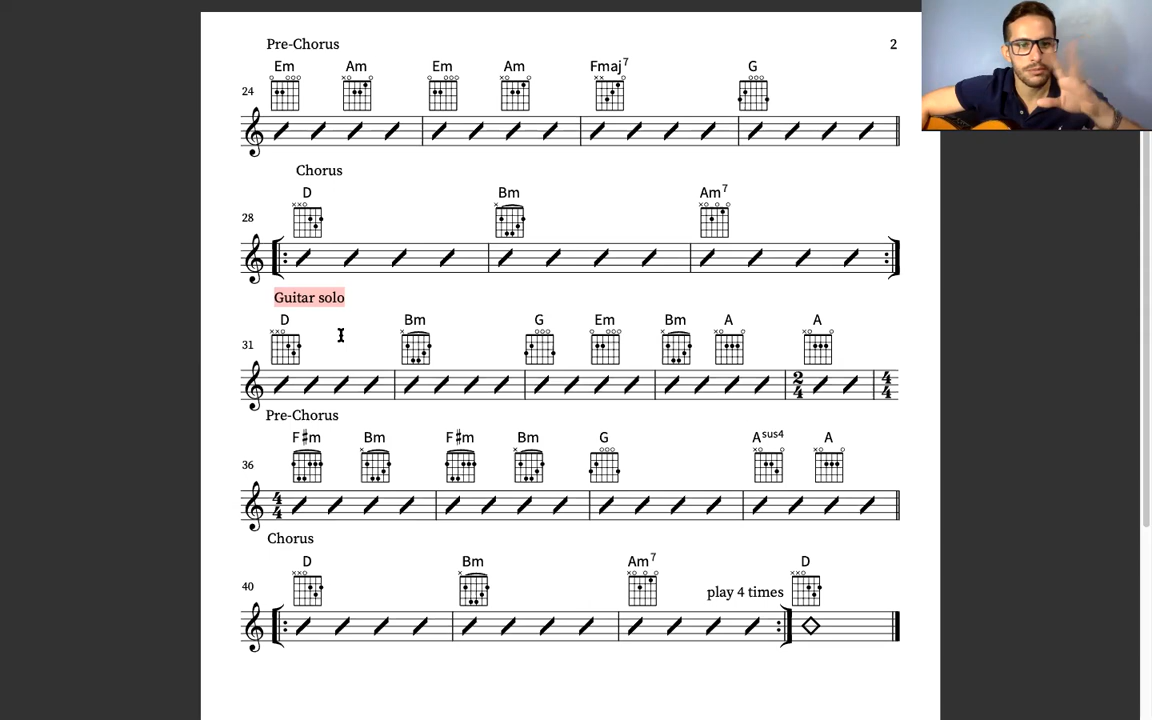 Pre-Chorus 2
Em Am Em Am Fmaj7 G
24
Chorus
D Bm Am7
28
Guitar solo
D Bm G Em Bm A A
31 2/4 4/4
Pre-Chorus
F#m Bm F#m Bm G Asus4 A
36 4/4
Chorus
D Bm Am7 D
40 play 4 times